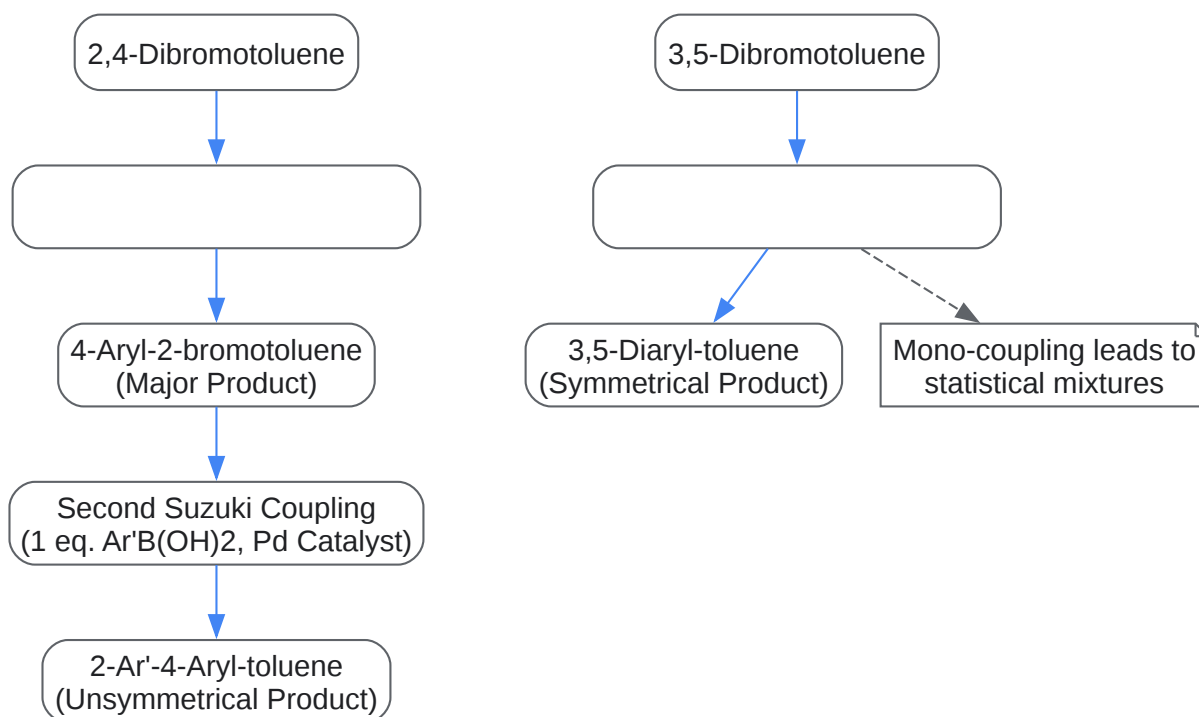 2,4-Dibromotoluene
3,5-Dibromotoluene
4-Aryl-2-bromotoluene
(Major Product)
3,5-Diaryl-toluene
(Symmetrical Product)
Mono-coupling leads to
statistical mixtures
Second Suzuki Coupling
(1 eq. Ar'B(OH)2, Pd Catalyst)
2-Ar'-4-Aryl-toluene
(Unsymmetrical Product)